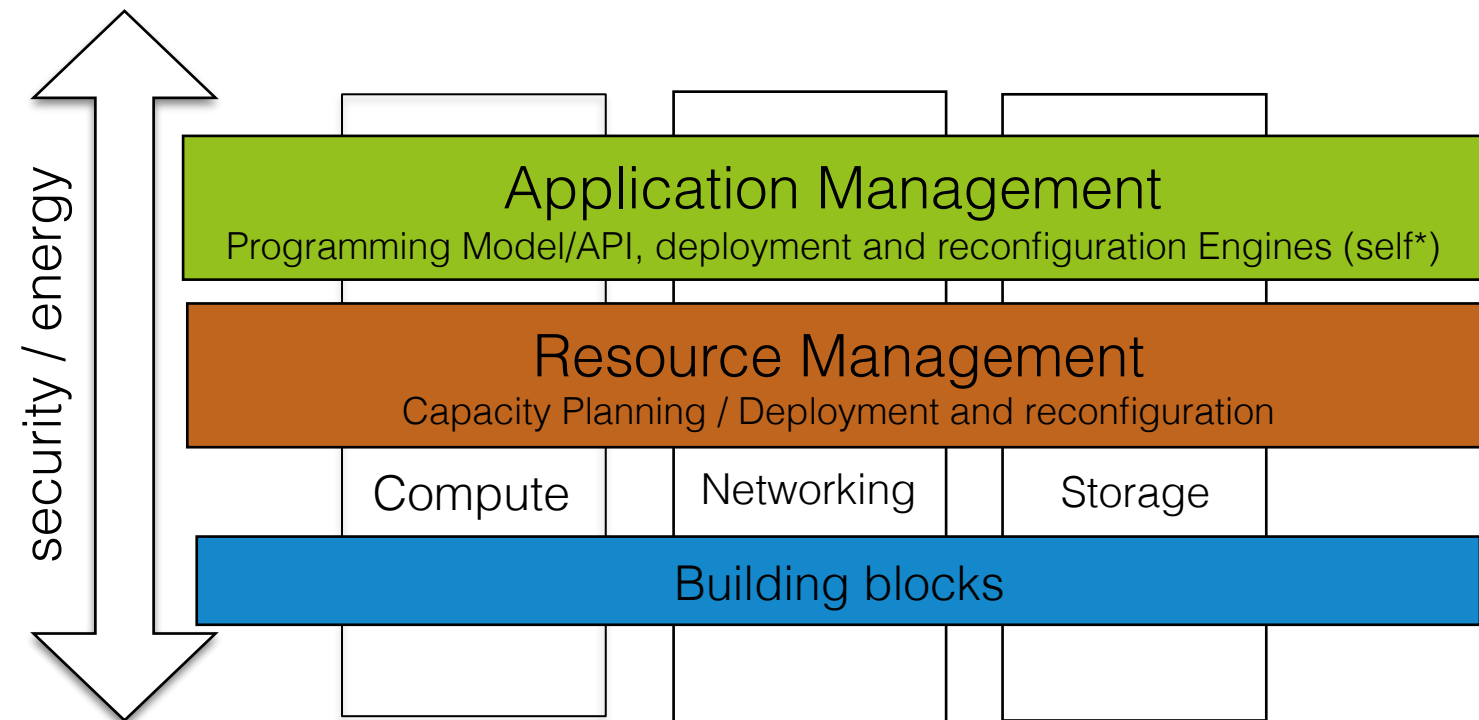 security / energy
Application Management
Programming Model/API, deployment and reconfiguration Engines (self*)
Resource Management
Capacity Planning / Deployment and reconfiguration
Compute
Networking
Storage
Building blocks